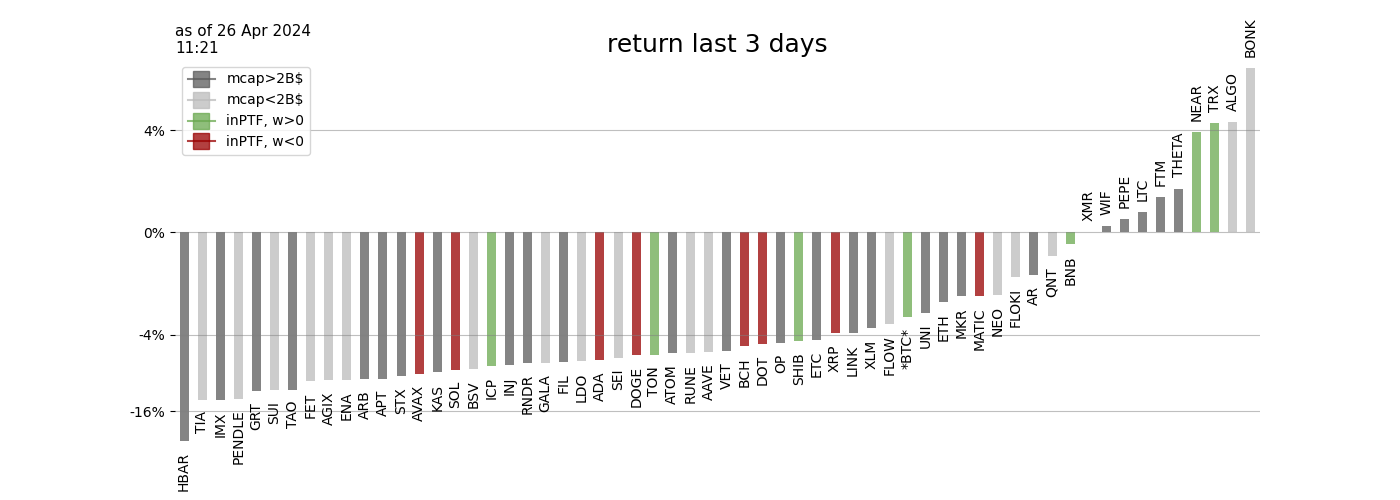 as of 26 Apr 2024
11:21
return last 3 days
mcap>2B$
mcap<2B$
inPTF, w>0
inPTF, w<0
4%
0%
-4%
-16%
HBAR
TIA
IMX
PENDLE
GRT
SUI
TAO
FET
AGIX
ENA
ARB
APT
STX
AVAX
KAS
SOL
BSV
ICP
INJ
RNDR
GALA
FIL
LDO
ADA
SEI
DOGE
TON
ATOM
RUNE
AAVE
VET
BCH
DOT
OP
SHIB
ETC
XRP
LINK
XLM
FLOW
*BTC*
UNI
ETH
MKR
MATIC
NEO
FLOKI
AR
QNT
BNB
XMR
WIF
PEPE
LTC
FTM
THETA
NEAR
TRX
ALGO
BONK